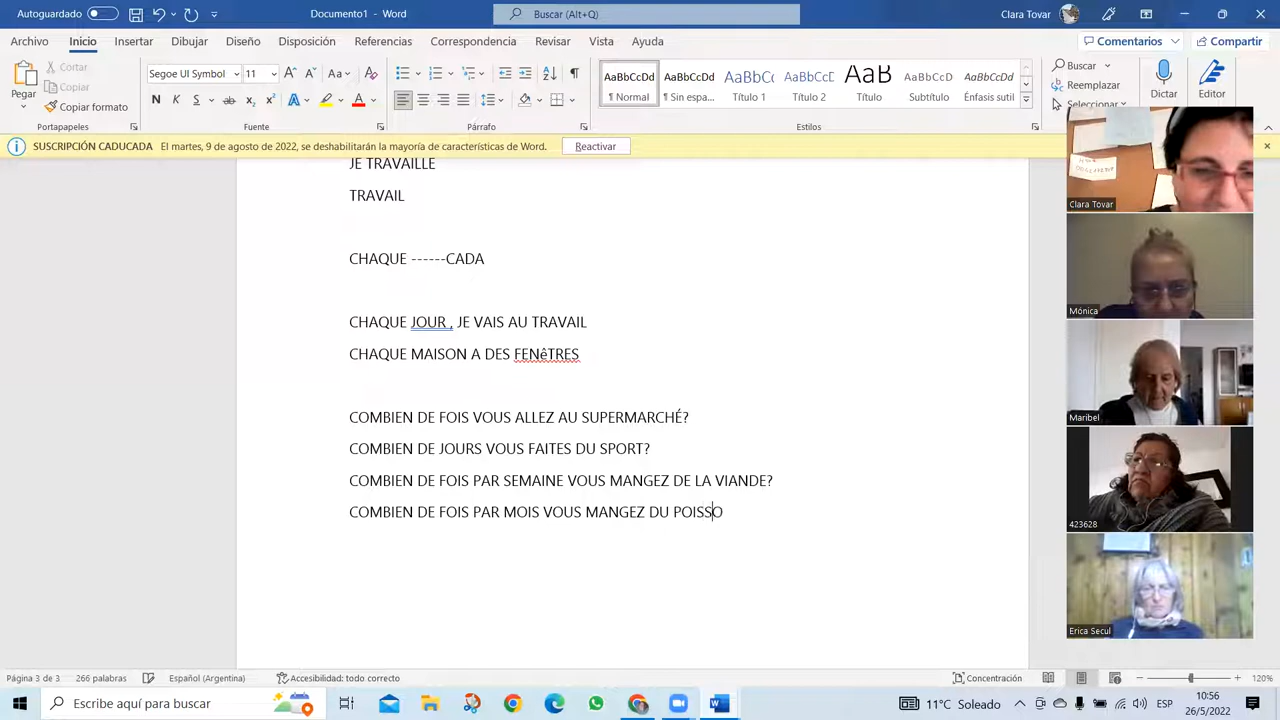 Buscar (Alt+Q)
Clara Tovar
Archivo Inicio Insertar Dibujar Diseño Disposición Referencias Correspondencia Revisar Vista Ayuda
Comentarios Compartir
Pegar
Cortar
Copiar
Copiar formato
Segoe UI Symbol 11
Aa
N K S ab x₂ x² A A
AaBbCcDd AaBbCcDd AaBbCc AaBbCcD AaB AaBbCcD AaBbCcDd
¶ Normal ¶ Sin espa... Título 1 Título 2 Título Subtítulo Énfasis sutil
Buscar
Reemplazar
Seleccionar
Dictar
Editor
Portapapeles Fuente Párrafo Estilos
SUSCRIPCIÓN CADUCADA El martes, 9 de agosto de 2022, se deshabilitarán la mayoría de características de Word. Reactivar
JE TRAVAILLE
TRAVAIL
CHAQUE ------CADA
CHAQUE JOUR , JE VAIS AU TRAVAIL
CHAQUE MAISON A DES FENêTRES
COMBIEN DE FOIS VOUS ALLEZ AU SUPERMARCHÉ?
COMBIEN DE JOURS VOUS FAITES DU SPORT?
COMBIEN DE FOIS PAR SEMAINE VOUS MANGEZ DE LA VIANDE?
COMBIEN DE FOIS PAR MOIS VOUS MANGEZ DU POISSO
Clara Tovar
Mónica
Maribel
423628
Erica Secul
Página 3 de 3 266 palabras Español (Argentina) Accesibilidad: todo correcto Concentración 120%
Escribe aquí para buscar
11°C Soleado ESP
10:56
26/5/2022